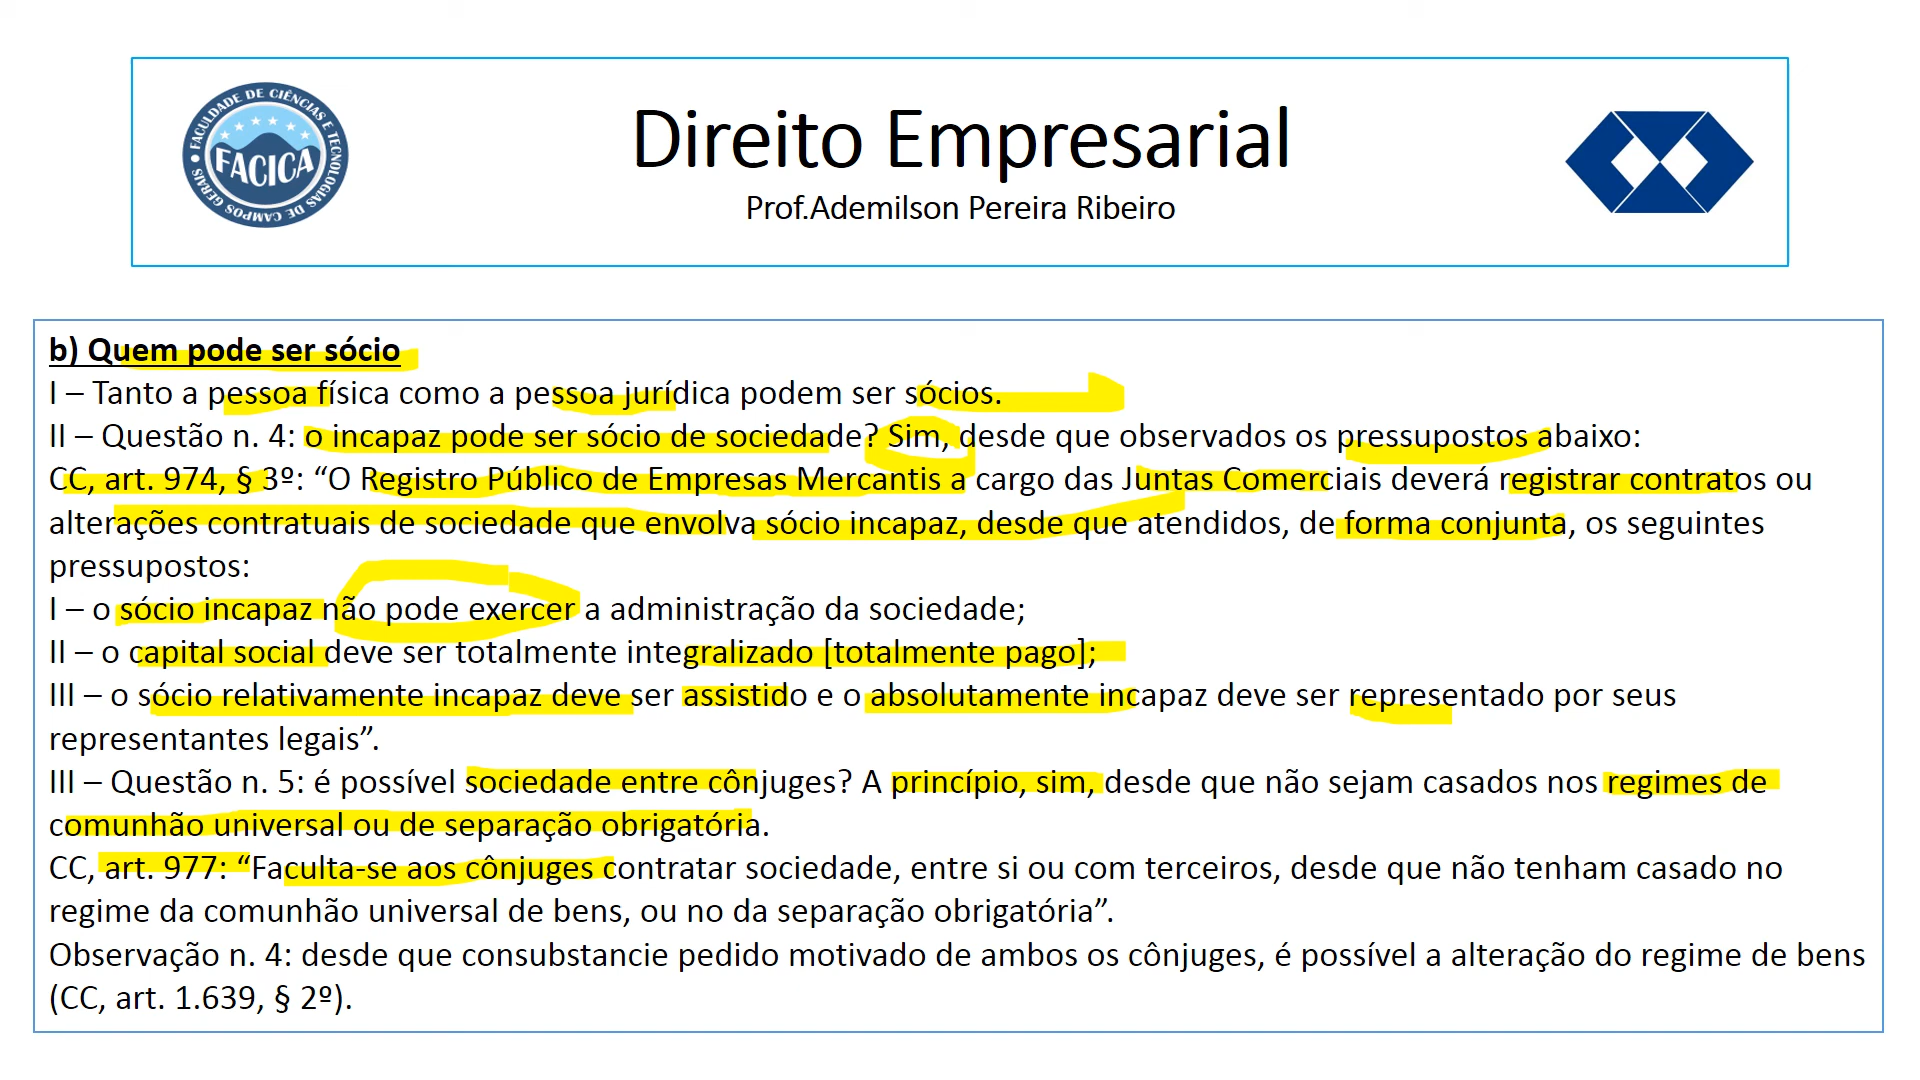 FACULDADE DE CIÊNCIAS E TECNOLOGIAS DE CAMPOS GERAIS
FACICA
Direito Empresarial
Prof.Ademilson Pereira Ribeiro
b) Quem pode ser sócio
I – Tanto a pessoa física como a pessoa jurídica podem ser sócios.
II – Questão n. 4: o incapaz pode ser sócio de sociedade? Sim, desde que observados os pressupostos abaixo:
CC, art. 974, § 3º: “O Registro Público de Empresas Mercantis a cargo das Juntas Comerciais deverá registrar contratos ou
alterações contratuais de sociedade que envolva sócio incapaz, desde que atendidos, de forma conjunta, os seguintes
pressupostos:
I – o sócio incapaz não pode exercer a administração da sociedade;
II – o capital social deve ser totalmente integralizado [totalmente pago];
III – o sócio relativamente incapaz deve ser assistido e o absolutamente incapaz deve ser representado por seus
representantes legais”.
III – Questão n. 5: é possível sociedade entre cônjuges? A princípio, sim, desde que não sejam casados nos regimes de
comunhão universal ou de separação obrigatória.
CC, art. 977: “Faculta-se aos cônjuges contratar sociedade, entre si ou com terceiros, desde que não tenham casado no
regime da comunhão universal de bens, ou no da separação obrigatória”.
Observação n. 4: desde que consubstancie pedido motivado de ambos os cônjuges, é possível a alteração do regime de bens
(CC, art. 1.639, § 2º).